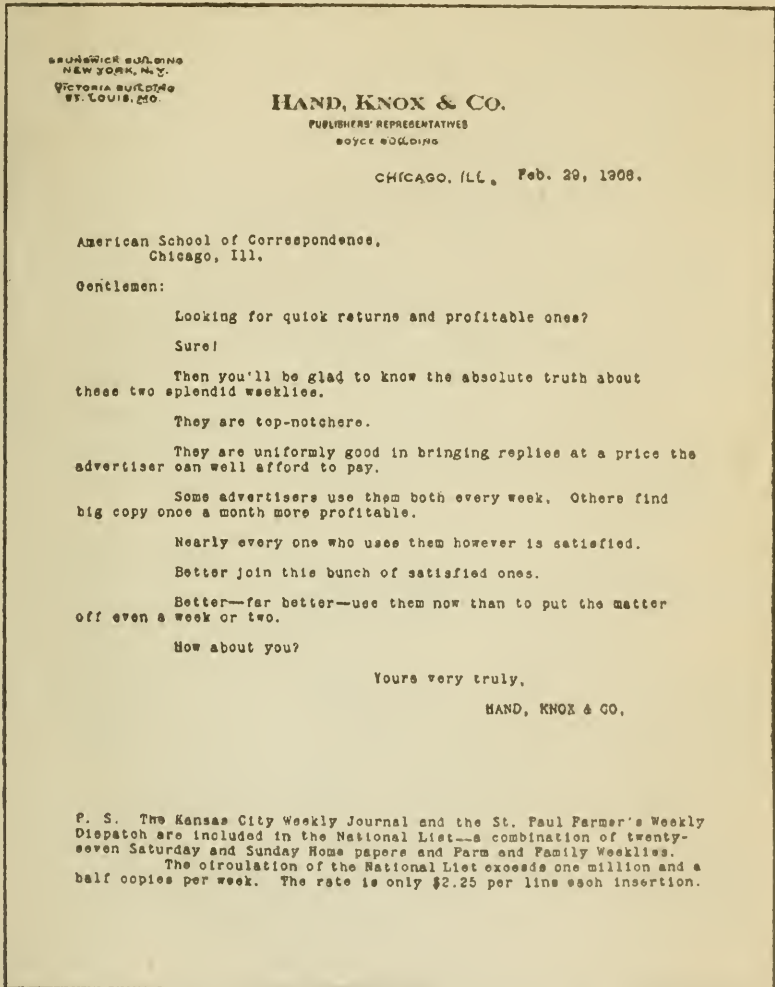 BRUNSWICK BUILDING
NEW YORK, N.Y.
VICTORIA BUILDING
ST. LOUIS, MO.
HAND, KNOX & CO.
PUBLISHERS' REPRESENTATIVES
BOYCE BUILDING
CHICAGO, ILL. Feb. 29, 1908.
American School of Correspondence,
Chicago, Ill.
Gentlemen:
Looking for quick returns and profitable ones?
Sure!
Then you'll be glad to know the absolute truth about
these two splendid weeklies.
They are top-notchers.
They are uniformly good in bringing replies at a price the
advertiser can well afford to pay.
Some advertisers use them both every week. Others find
big copy once a month more profitable.
Nearly every one who uses them however is satisfied.
Better join this bunch of satisfied ones.
Better—far better—use them now than to put the matter
off even a week or two.
How about you?
Yours very truly,
HAND, KNOX & CO.
P. S. The Kansas City Weekly Journal and the St. Paul Farmer's Weekly
Dispatch are included in the National List--a combination of twenty-
seven Saturday and Sunday Home papers and Farm and Family Weeklies.
The circulation of the National List exceeds one million and a
half copies per week. The rate is only $2.25 per line each insertion.